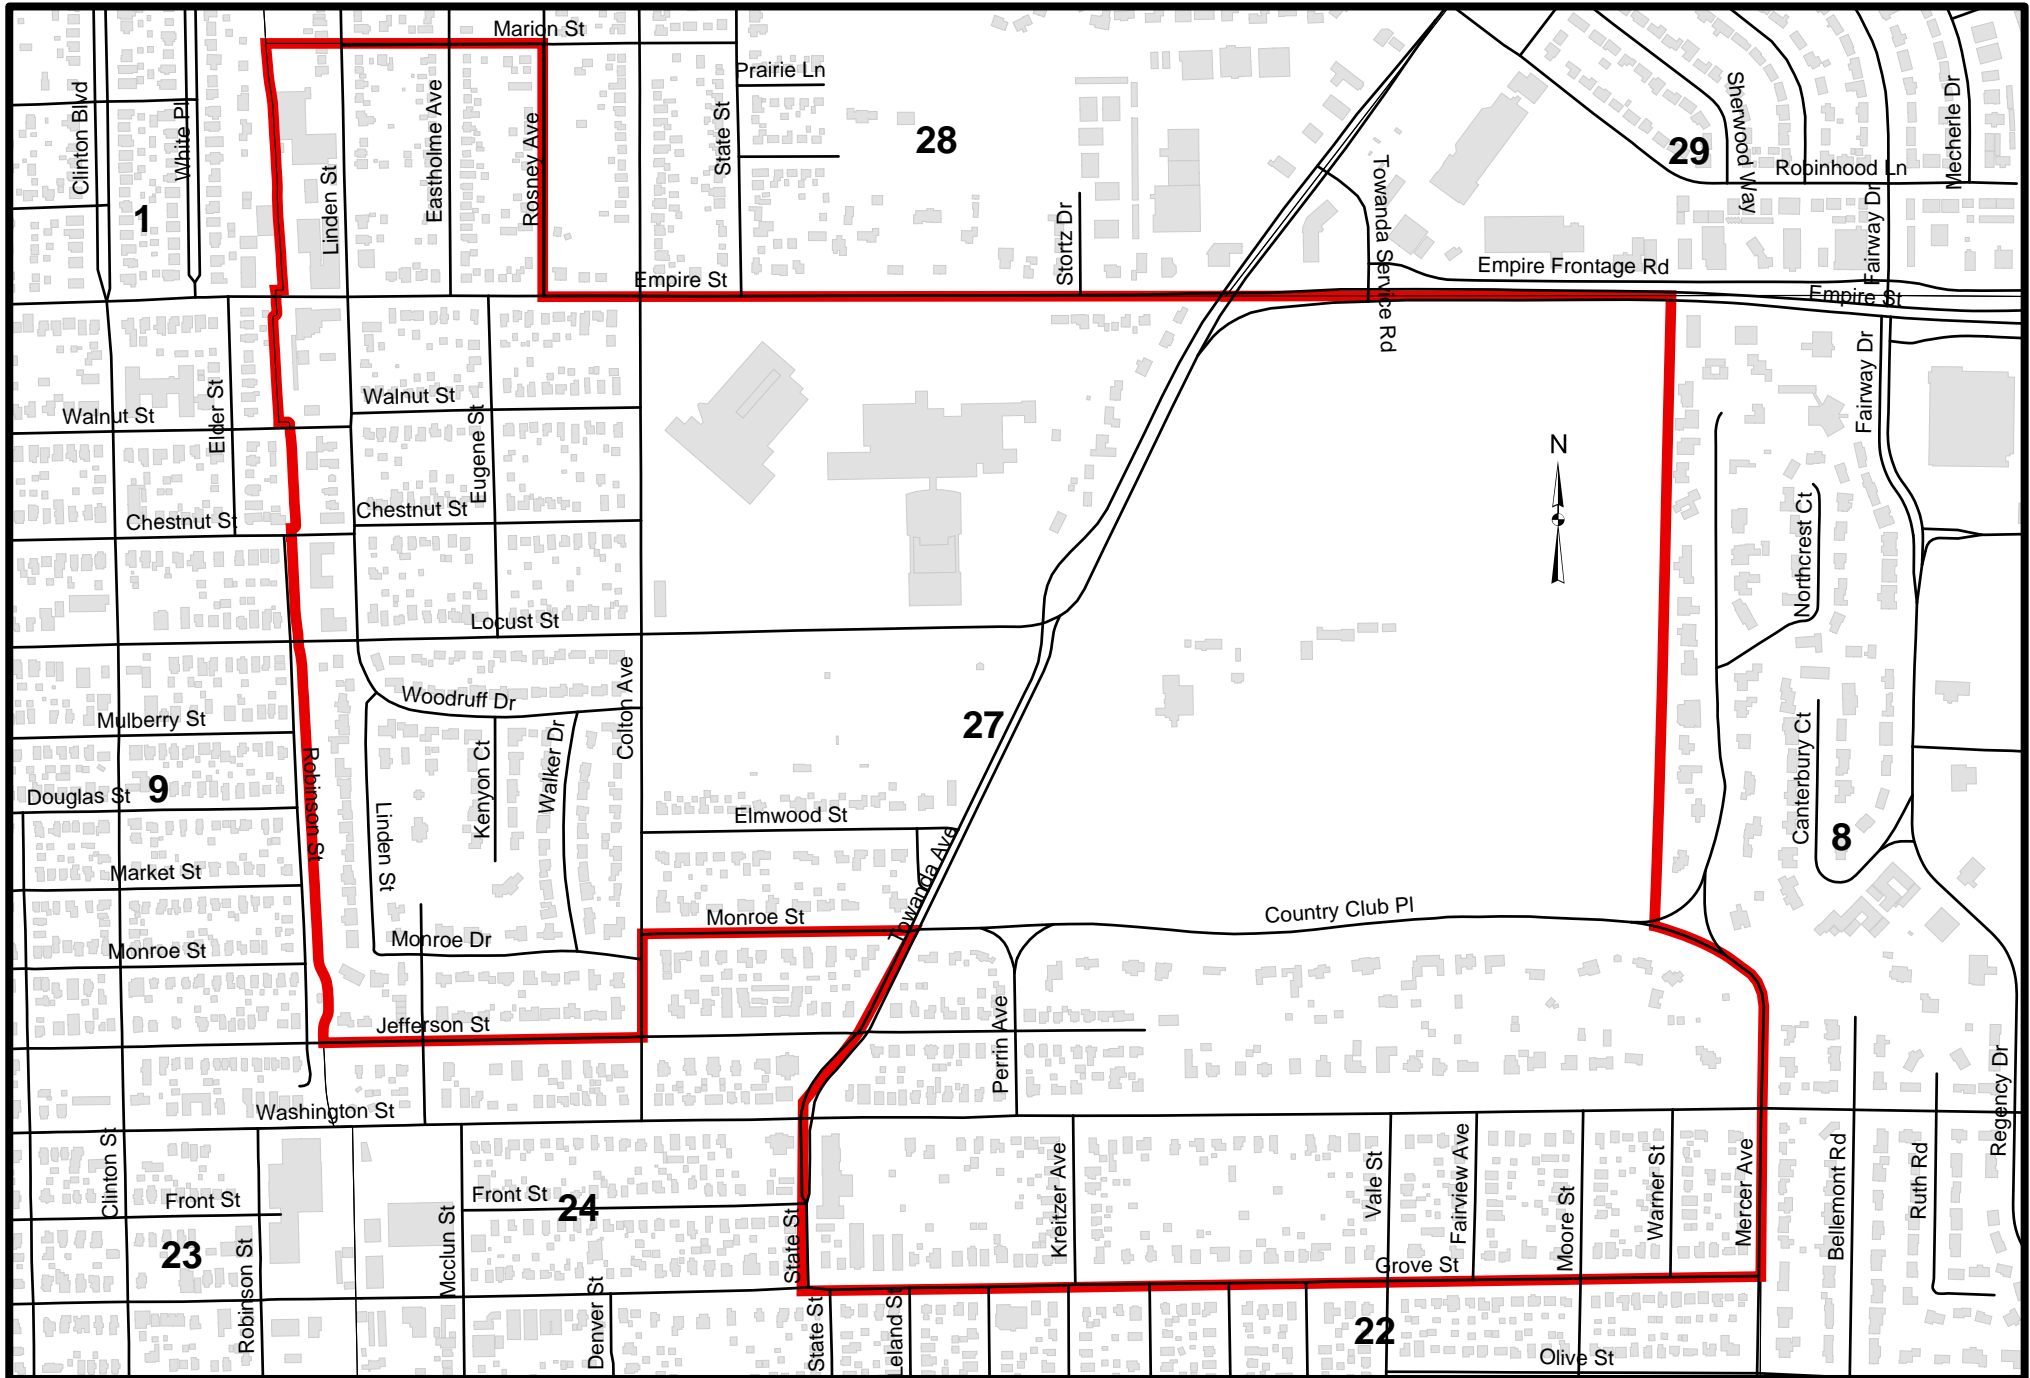 Marion St
Prairie Ln
Clinton Blvd
White Pl
Linden St
Eastholme Ave
Rosney Ave
State St
28
Stortz Dr
Towanda Service Rd
29
Sherwood Way
Robinhood Ln
Fairway Dr
Mecherle Dr
1
Empire St
Empire Frontage Rd
Empire St
Walnut St
Elder St
Walnut St
Eugene St
Fairway Dr
N
Chestnut St
Chestnut St
Northcrest Ct
Locust St
Woodruff Dr
Colton Ave
Mulberry St
Robinson St
Kenyon Ct
Walker Dr
27
Canterbury Ct
Douglas St
9
Linden St
Elmwood St
8
Market St
Towanda Ave
Monroe St
Country Club Pl
Monroe St
Monroe Dr
Jefferson St
Perrin Ave
Regency Dr
Washington St
Clinton St
Front St
Front St
24
Mcclun St
State St
Kreitzer Ave
Vale St
Fairview Ave
Moore St
Warner St
Mercer Ave
Bellemont Rd
Ruth Rd
23
Robinson St
Denver St
Grove St
State St
Leland St
22
Olive St